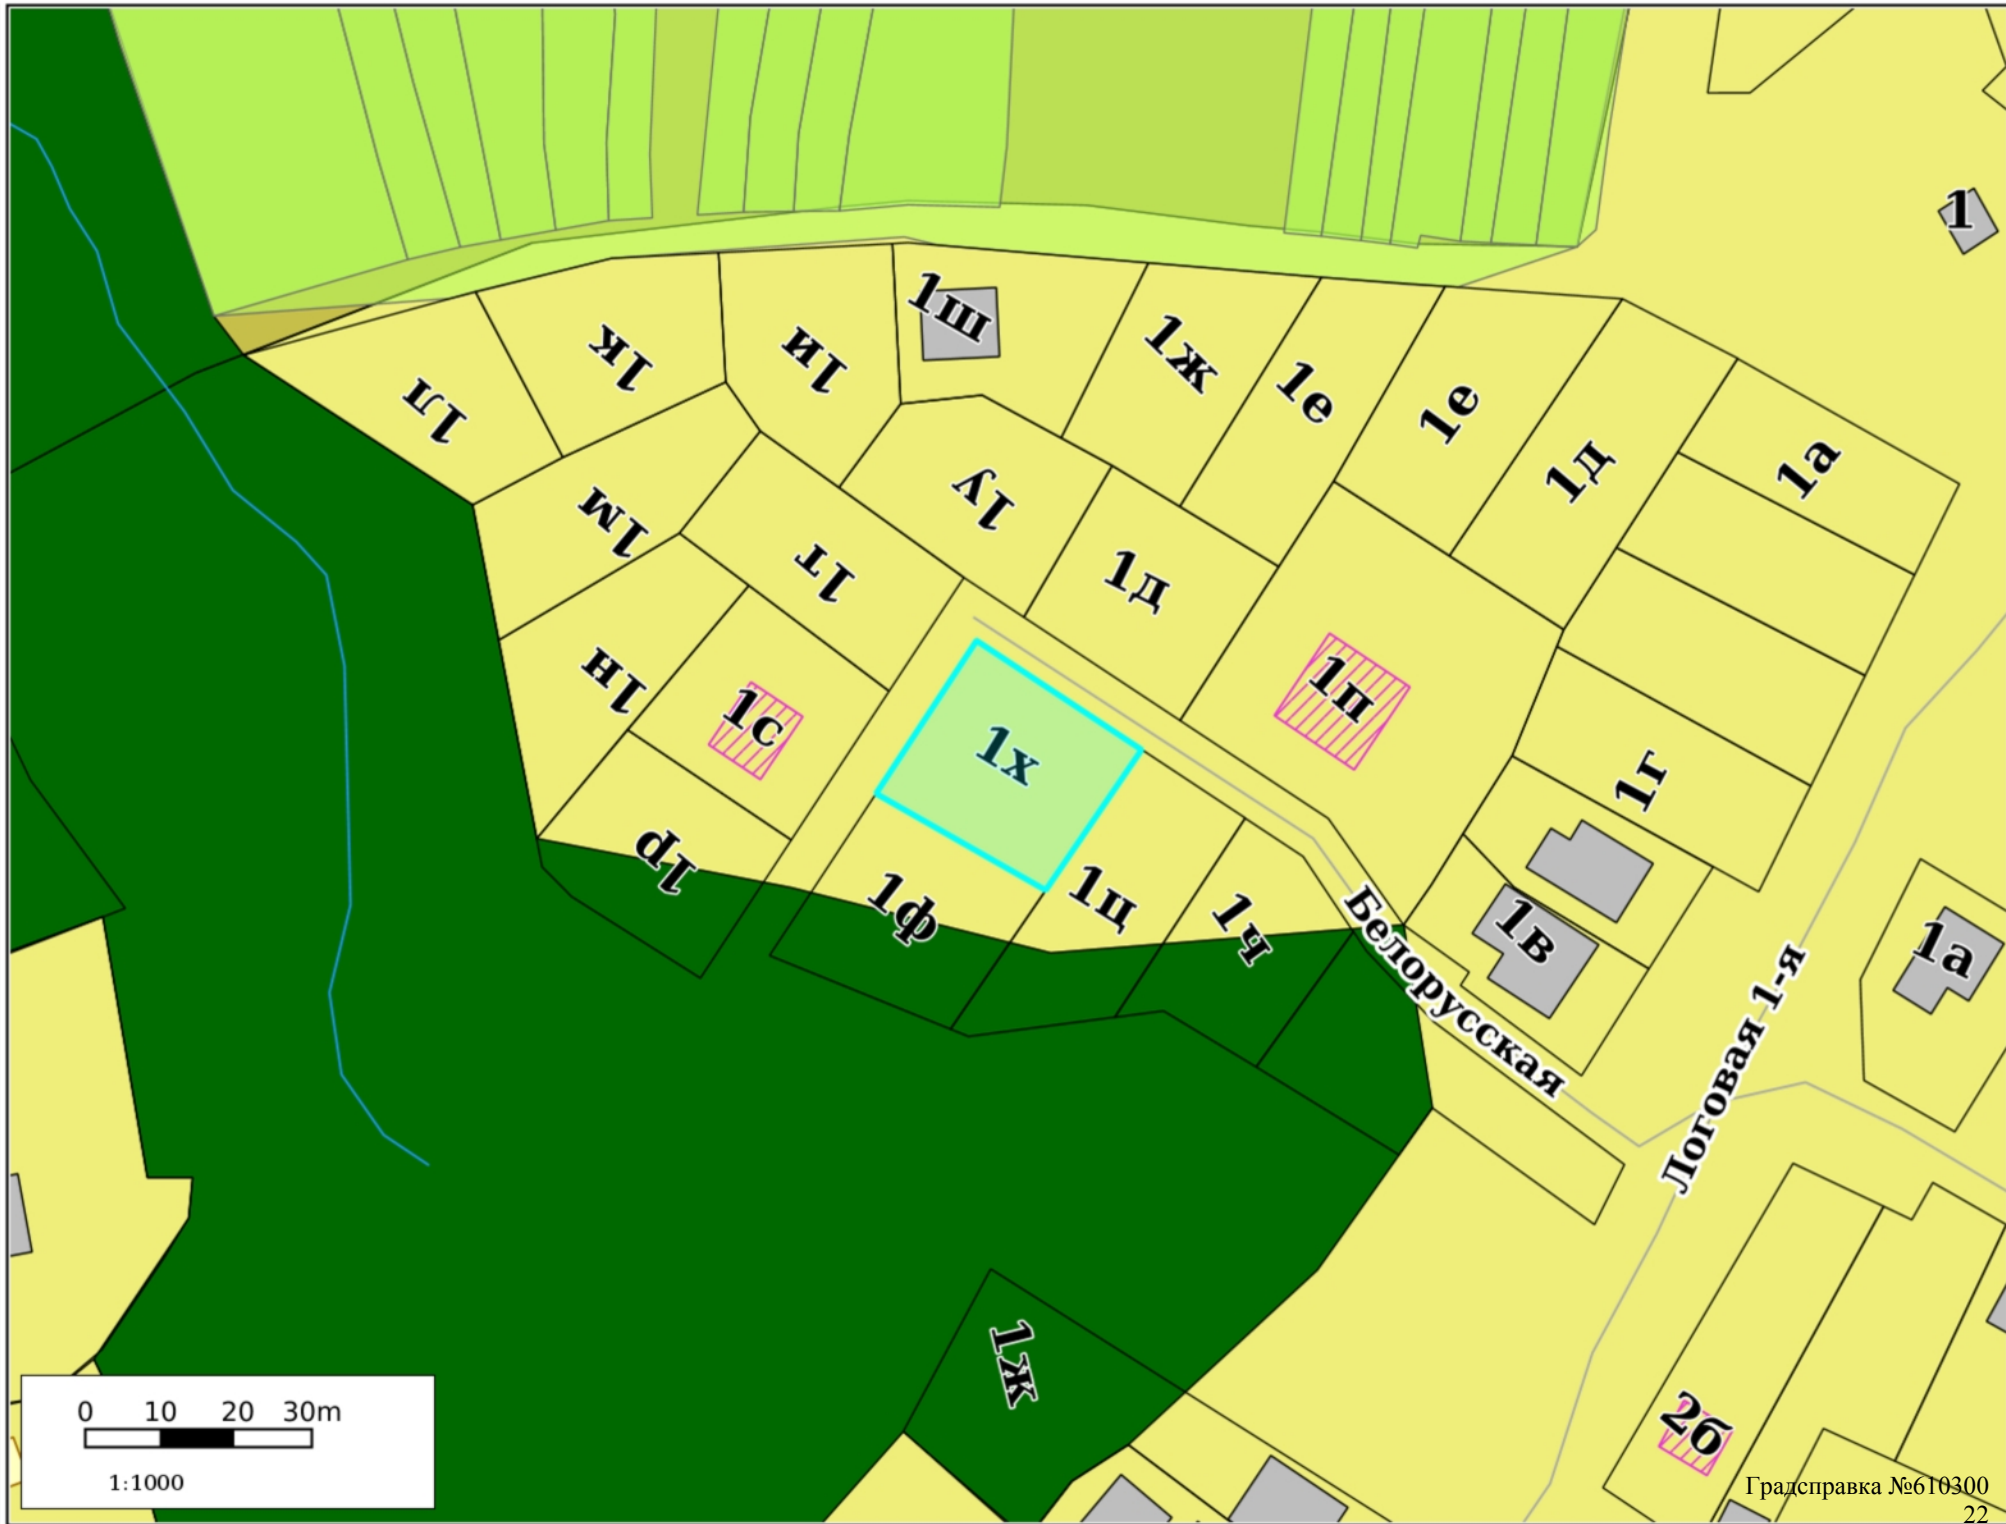 1
1ш
1к
1и
1ж
1е
1е
1л
1д
1а
1у
1м
1т
1д
1н
1с
1х
1п
1г
1р
1ф
1ц
1ч
1в
1а
Белорусская
Логовая 1-я
1ж
2б
0 10 20 30m
1:1000
Градсправка №610300
22